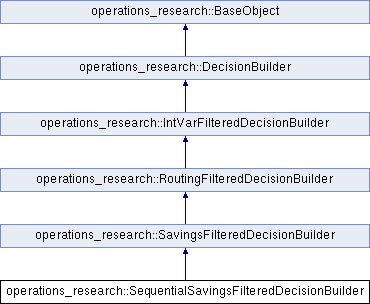 operations_research::BaseObject
operations_research::DecisionBuilder
operations_research::IntVarFilteredDecisionBuilder
operations_research::RoutingFilteredDecisionBuilder
operations_research::SavingsFilteredDecisionBuilder
operations_research::SequentialSavingsFilteredDecisionBuilder